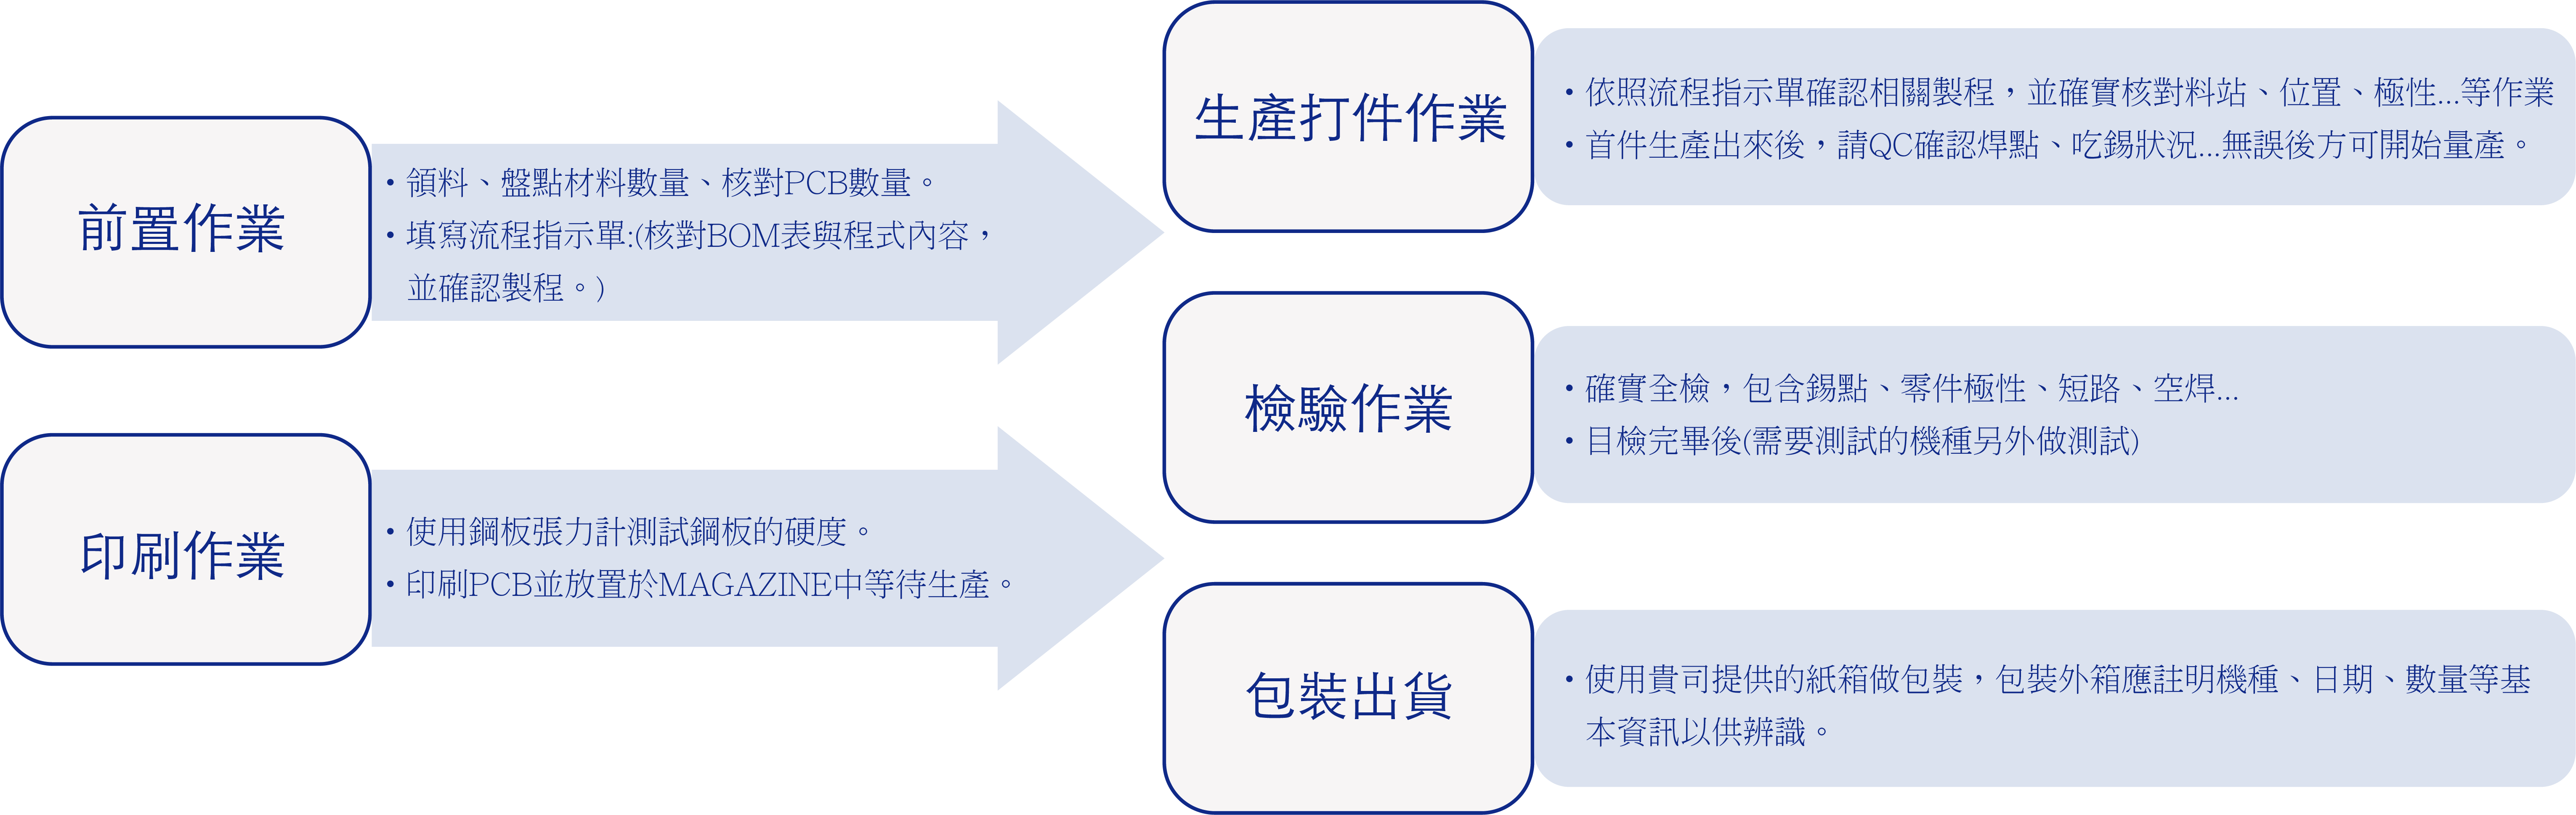 前置作業
・領料、盤點材料數量、核對PCB數量。
・填寫流程指示單:(核對BOM表與程式內容，
並確認製程。)
印刷作業
・使用鋼板張力計測試鋼板的硬度。
・印刷PCB並放置於MAGAZINE中等待生產。
生產打件作業
・依照流程指示單確認相關製程，並確實核對料站、位置、極性...等作業
・首件生產出來後，請QC確認焊點、吃錫狀況...無誤後方可開始量產。
檢驗作業
・確實全檢，包含錫點、零件極性、短路、空焊...
・目檢完畢後(需要測試的機種另外做測試)
包裝出貨
・使用貴司提供的紙箱做包裝，包裝外箱應註明機種、日期、數量等基
本資訊以供辨識。